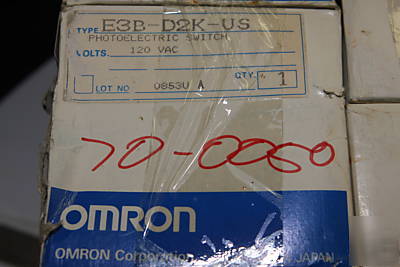 TYPE E3B-D2K-US
PHOTOELECTRIC SWITCH
VOLTS. 120 VAC
LOT NO 0853U A QTY. 1
70-0050
OMRON
OMRON Corporation JAPAN